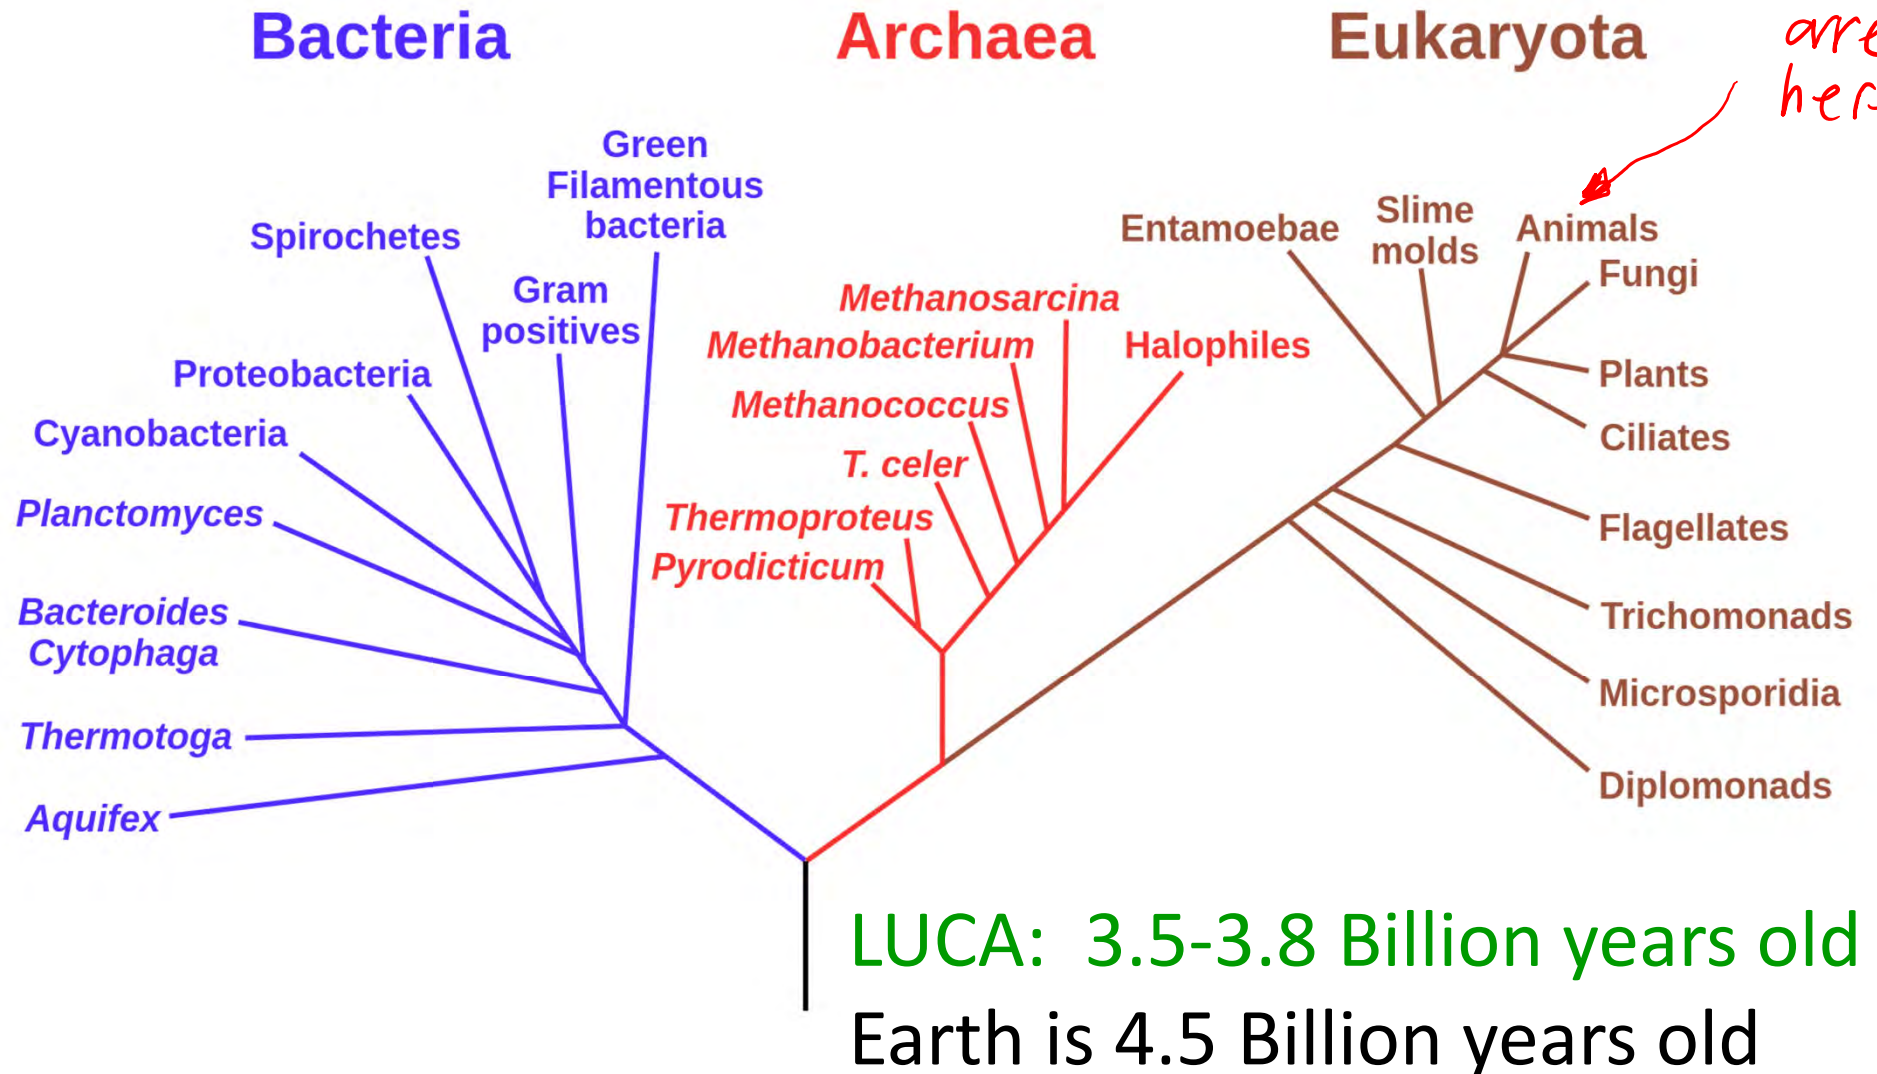 Bacteria
Archaea
Eukaryota
are
Green
Filamentous
bacteria
Spirochetes
Gram
positives
Proteobacteria
Cyanobacteria
Planctomyces
Bacteroides
Cytophaga
Thermotoga
Aquifex
Methanosarcina
Methanobacterium
Halophiles
Methanococcus
T. celer
Thermoproteus
Pyrodicticum
Entamoebae
Slime
molds
Animals
Fungi
Plants
Ciliates
Flagellates
Trichomonads
Microsporidia
Diplomonads
LUCA: 3.5-3.8 Billion years old
Earth is 4.5 Billion years old